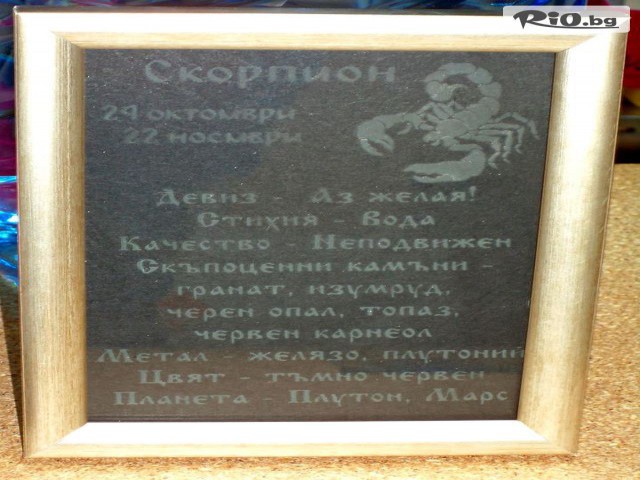 RiO.bg
Скорпион
24 октомври
22 ноември
Девиз - Аз желая!
Стихия - Вода
Качество - Неподвижен
Скъпоценни камъни -
гранат, изумруд,
черен опал, топаз,
червен карнеол
Метал - желязо, плутоний
Цвят - тъмно червен
Планета - Плутон, Марс